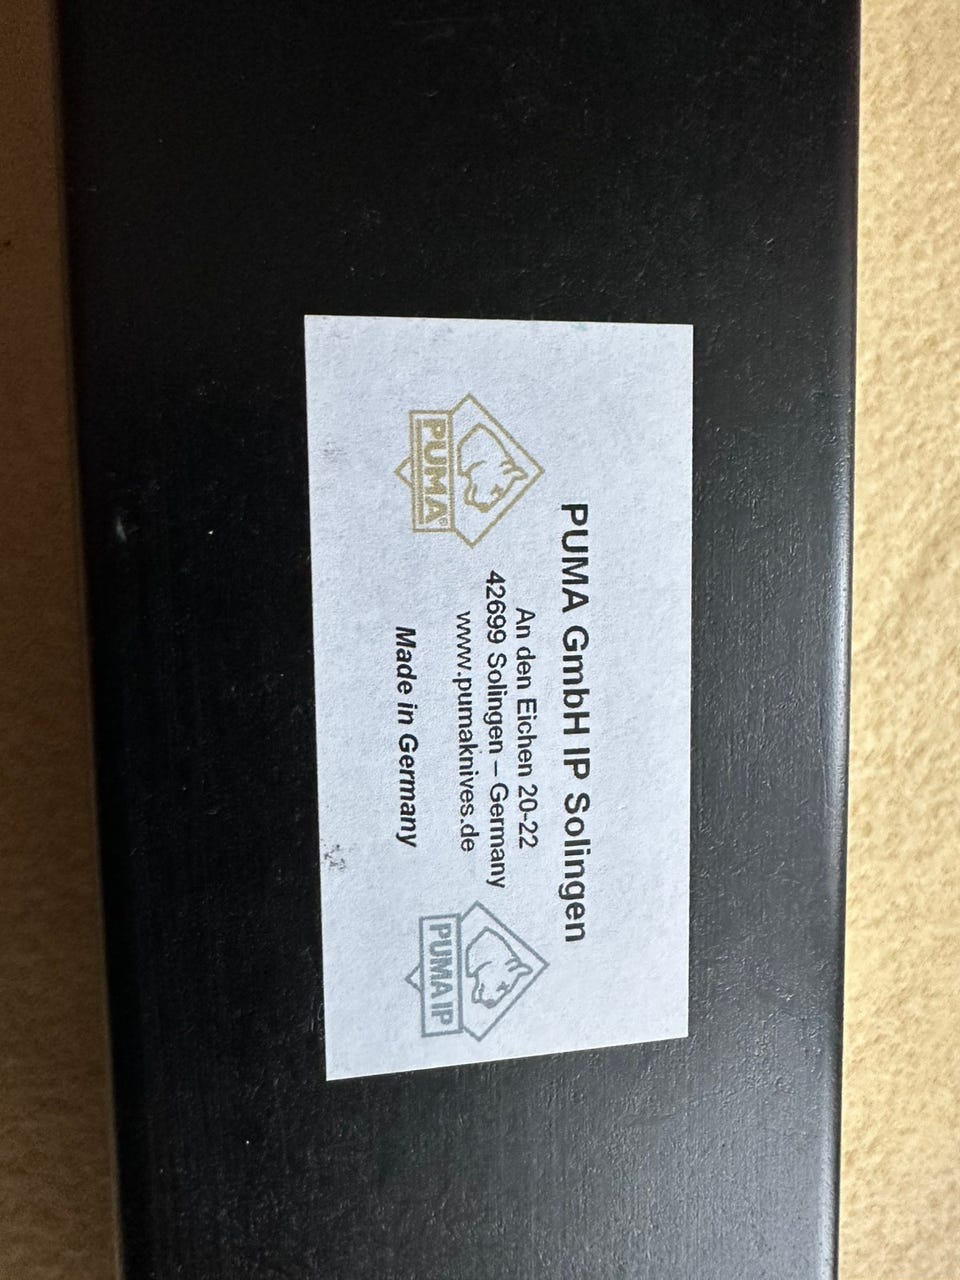 PUMA GmbH IP Solingen
An den Eichen 20-22
42699 Solingen – Germany
www.pumaknives.de
Made in Germany
PUMA®
PUMA IP